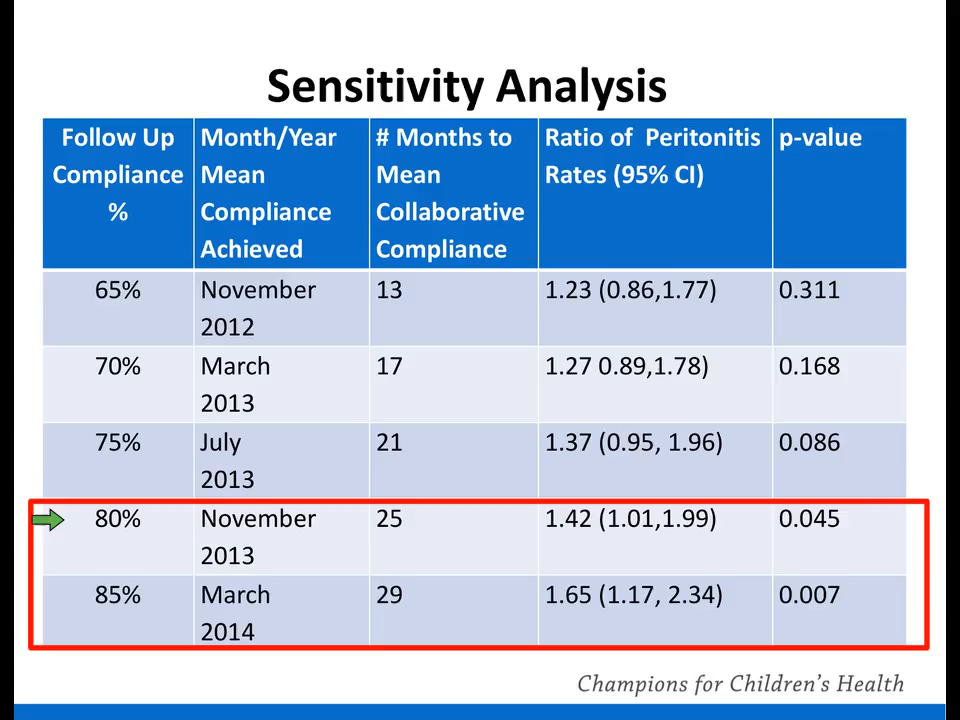 Sensitivity Analysis
Follow Up Compliance % | Month/Year Mean Compliance Achieved | # Months to Mean Collaborative Compliance | Ratio of Peritonitis Rates (95% CI) | p-value
65% | November 2012 | 13 | 1.23 (0.86,1.77) | 0.311
70% | March 2013 | 17 | 1.27 0.89,1.78) | 0.168
75% | July 2013 | 21 | 1.37 (0.95, 1.96) | 0.086
80% | November 2013 | 25 | 1.42 (1.01,1.99) | 0.045
85% | March 2014 | 29 | 1.65 (1.17, 2.34) | 0.007
Champions for Children's Health